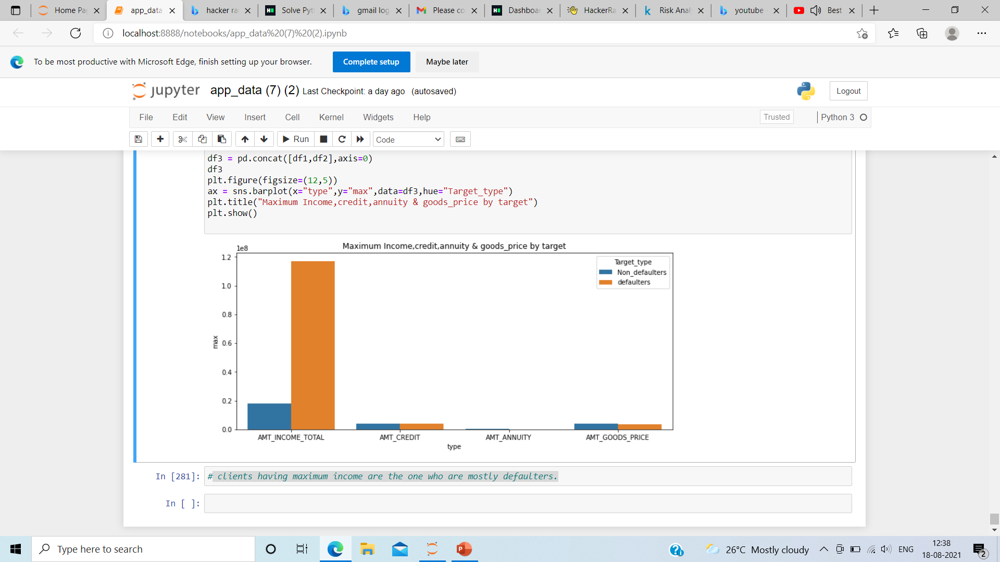 Home Pa
app_data
hacker ra
Solve Pyt
gmail log
Please co
Dashboar
HackerRa
Risk Anal
youtube -
Best
localhost:8888/notebooks/app_data%20(7)%20(2).ipynb
To be most productive with Microsoft Edge, finish setting up your browser.
Complete setup
Maybe later
jupyter
app_data (7) (2) Last Checkpoint: a day ago (autosaved)
Logout
File Edit View Insert Cell Kernel Widgets Help
Trusted
Python 3
Run
Code
df3 = pd.concat([df1,df2],axis=0)
df3
plt.figure(figsize=(12,5))
ax = sns.barplot(x="type",y="max",data=df3,hue="Target_type")
plt.title("Maximum Income,credit,annuity & goods_price by target")
plt.show()
Maximum Income,credit,annuity & goods_price by target
1e8
1.2
1.0
0.8
0.6
0.4
0.2
0.0
max
Target_type
Non_defaulters
defaulters
AMT_INCOME_TOTAL AMT_CREDIT AMT_ANNUITY AMT_GOODS_PRICE
type
In [281]: # clients having maximum income are the one who are mostly defaulters.
In [ ]:
Type here to search
26°C Mostly cloudy
ENG
12:38
18-08-2021
2